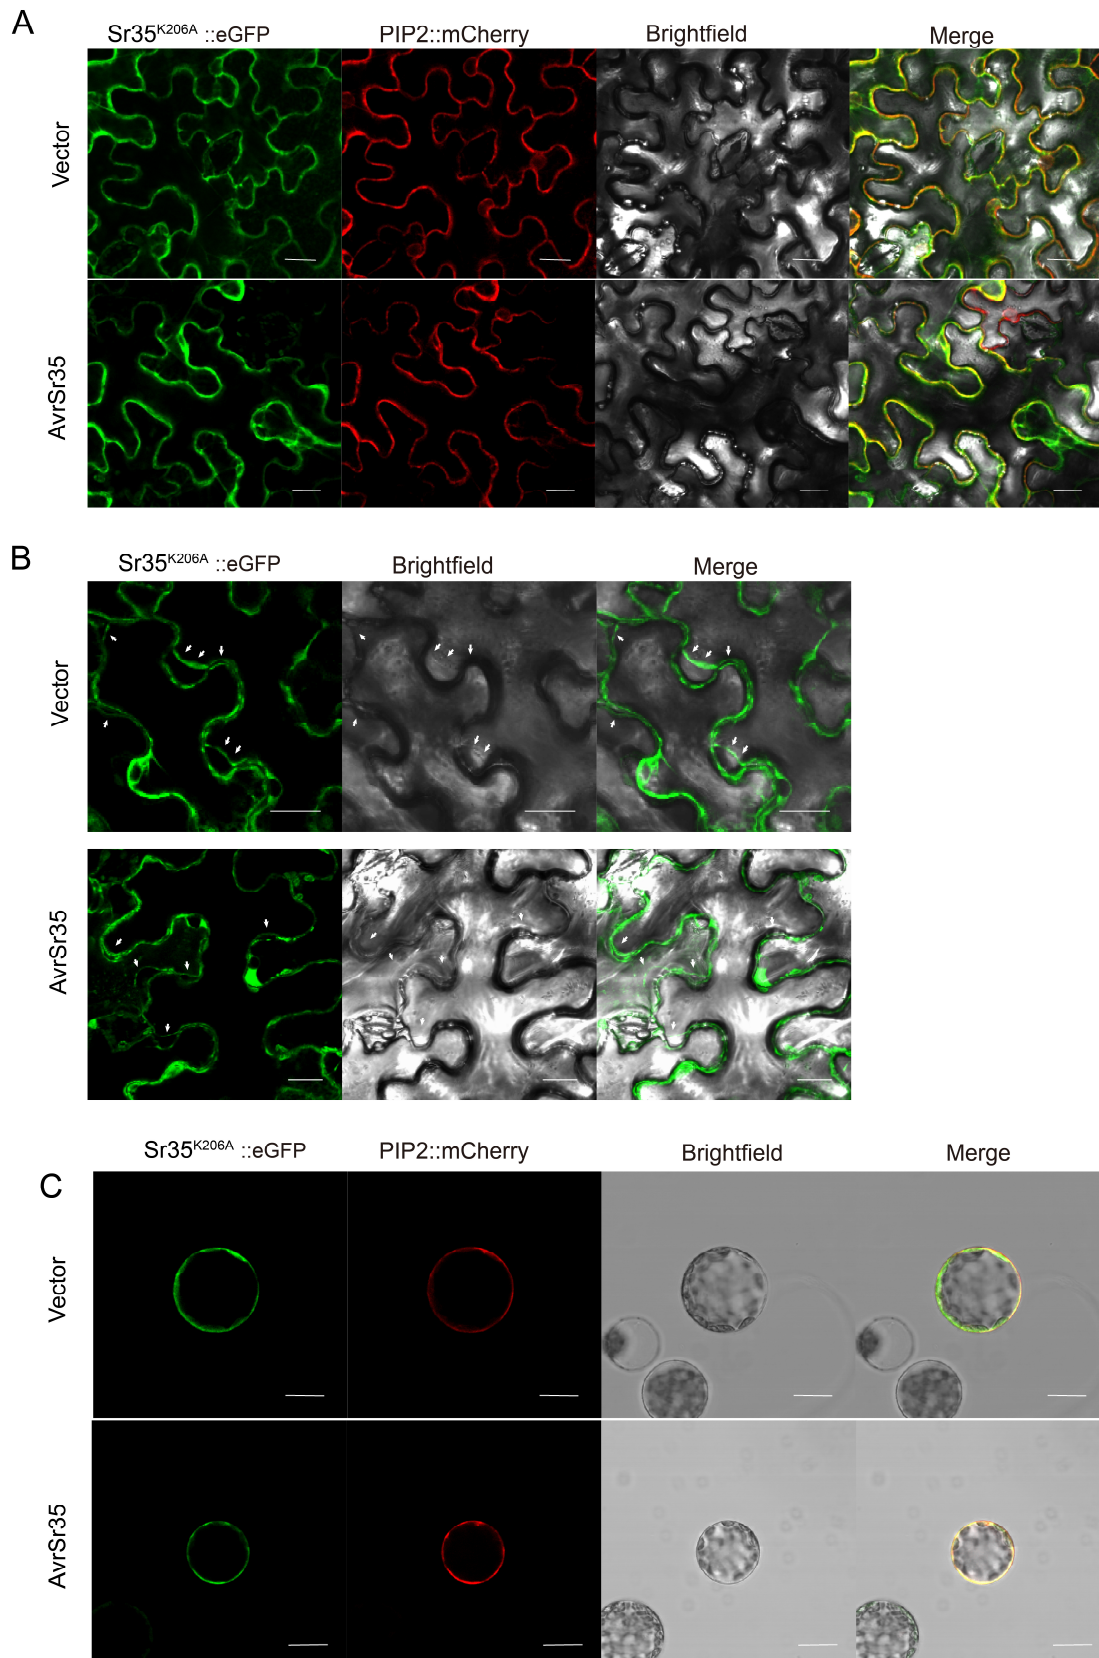 A
Sr35K206A ::eGFP PIP2::mCherry Brightfield Merge
Vector
AvrSr35
B
Sr35K206A ::eGFP Brightfield Merge
Vector
AvrSr35
C
Sr35K206A ::eGFP PIP2::mCherry Brightfield Merge
Vector
AvrSr35